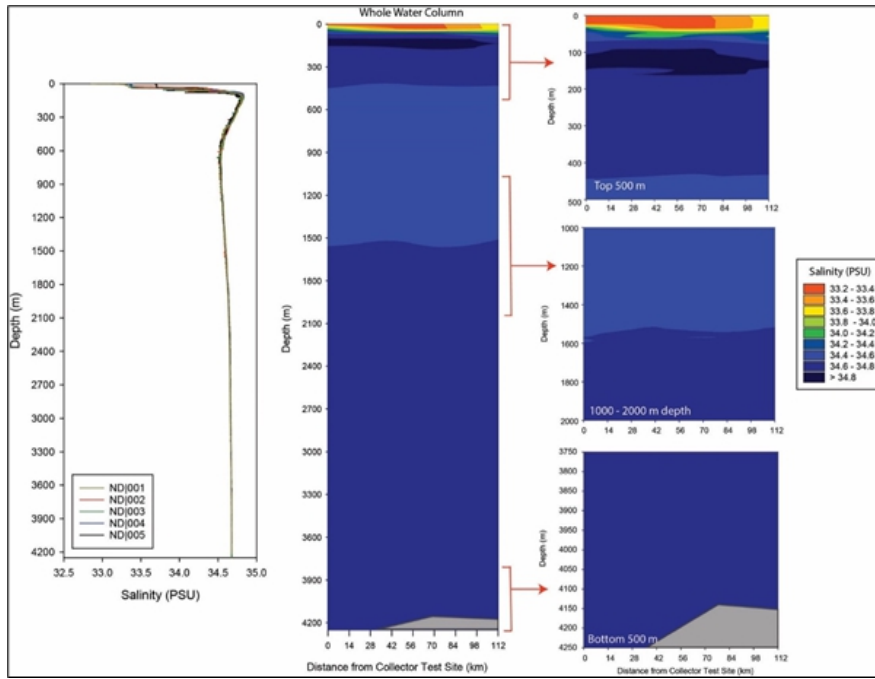 Whole Water Column
0
300
600
900
1200
1500
1800
2100
2400
2700
3000
3300
3600
3900
4200
Depth (m)
32.5 33.0 33.5 34.0 34.5 35.0
Salinity (PSU)
ND|001
ND|002
ND|003
ND|004
ND|005
0
300
600
900
1200
1500
1800
2100
2400
2700
3000
3300
3600
3900
4200
Depth (m)
0 14 28 42 56 70 84 98 112
Distance from Collector Test Site (km)
0
100
200
300
400
500
Depth (m)
Top 500 m
0 14 28 42 56 70 84 98 112
1000
1200
1400
1600
1800
2000
Depth (m)
1000 - 2000 m depth
0 14 28 42 56 70 84 98 112
3750
3800
3850
3900
3950
4000
4050
4100
4150
4200
4250
Depth (m)
Bottom 500 m
0 14 28 42 56 70 84 98 112
Distance from Collector Test Site (km)
Salinity (PSU)
33.2 - 33.4
33.4 - 33.6
33.6 - 33.8
33.8 - 34.0
34.0 - 34.2
34.2 - 34.4
34.4 - 34.6
34.6 - 34.8
> 34.8